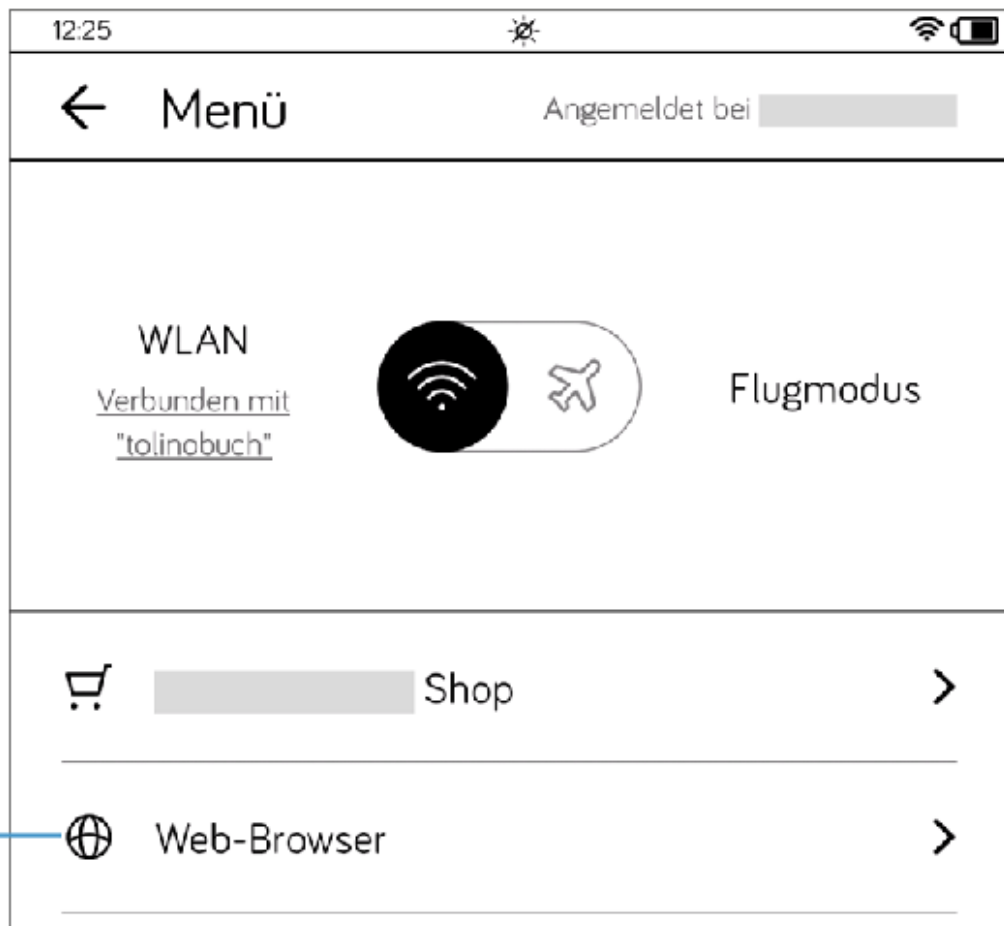 12:25
Menü
Angemeldet bei
WLAN
Verbunden mit
"tolinobuch"
Flugmodus
Shop
Web-Browser